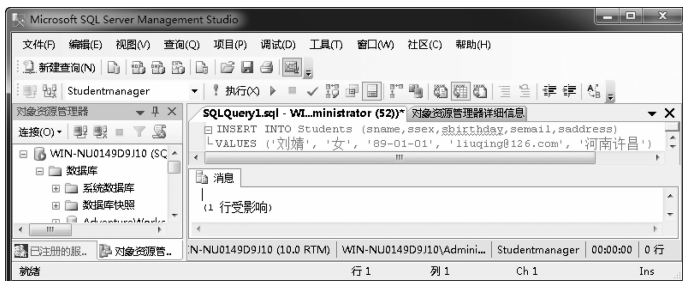 Microsoft SQL Server Management Studio
文件(F) 编辑(E) 视图(V) 查询(Q) 项目(P) 调试(D) 工具(T) 窗口(W) 社区(C) 帮助(H)
新建查询(N)
Studentmanager 执行(X)
对象资源管理器
SQLQuery1.sql - WI...ministrator (52))* 对象资源管理器详细信息
连接(O)
INSERT INTO Students (sname,ssex,sbirthday,semail,saddress)
VALUES ('刘婧', '女', '89-01-01', 'liuqing@126.com', '河南许昌')
WIN-NU0149D9J10 (SQ
数据库
系统数据库
数据库快照
AdventureWorks
消息
(1 行受影响)
已注册的服... 对象资源管...
WIN-NU0149D9J10 (10.0 RTM) WIN-NU0149D9J10\Admini... Studentmanager 00:00:00 0 行
就绪 行 1 列 1 Ch 1 Ins